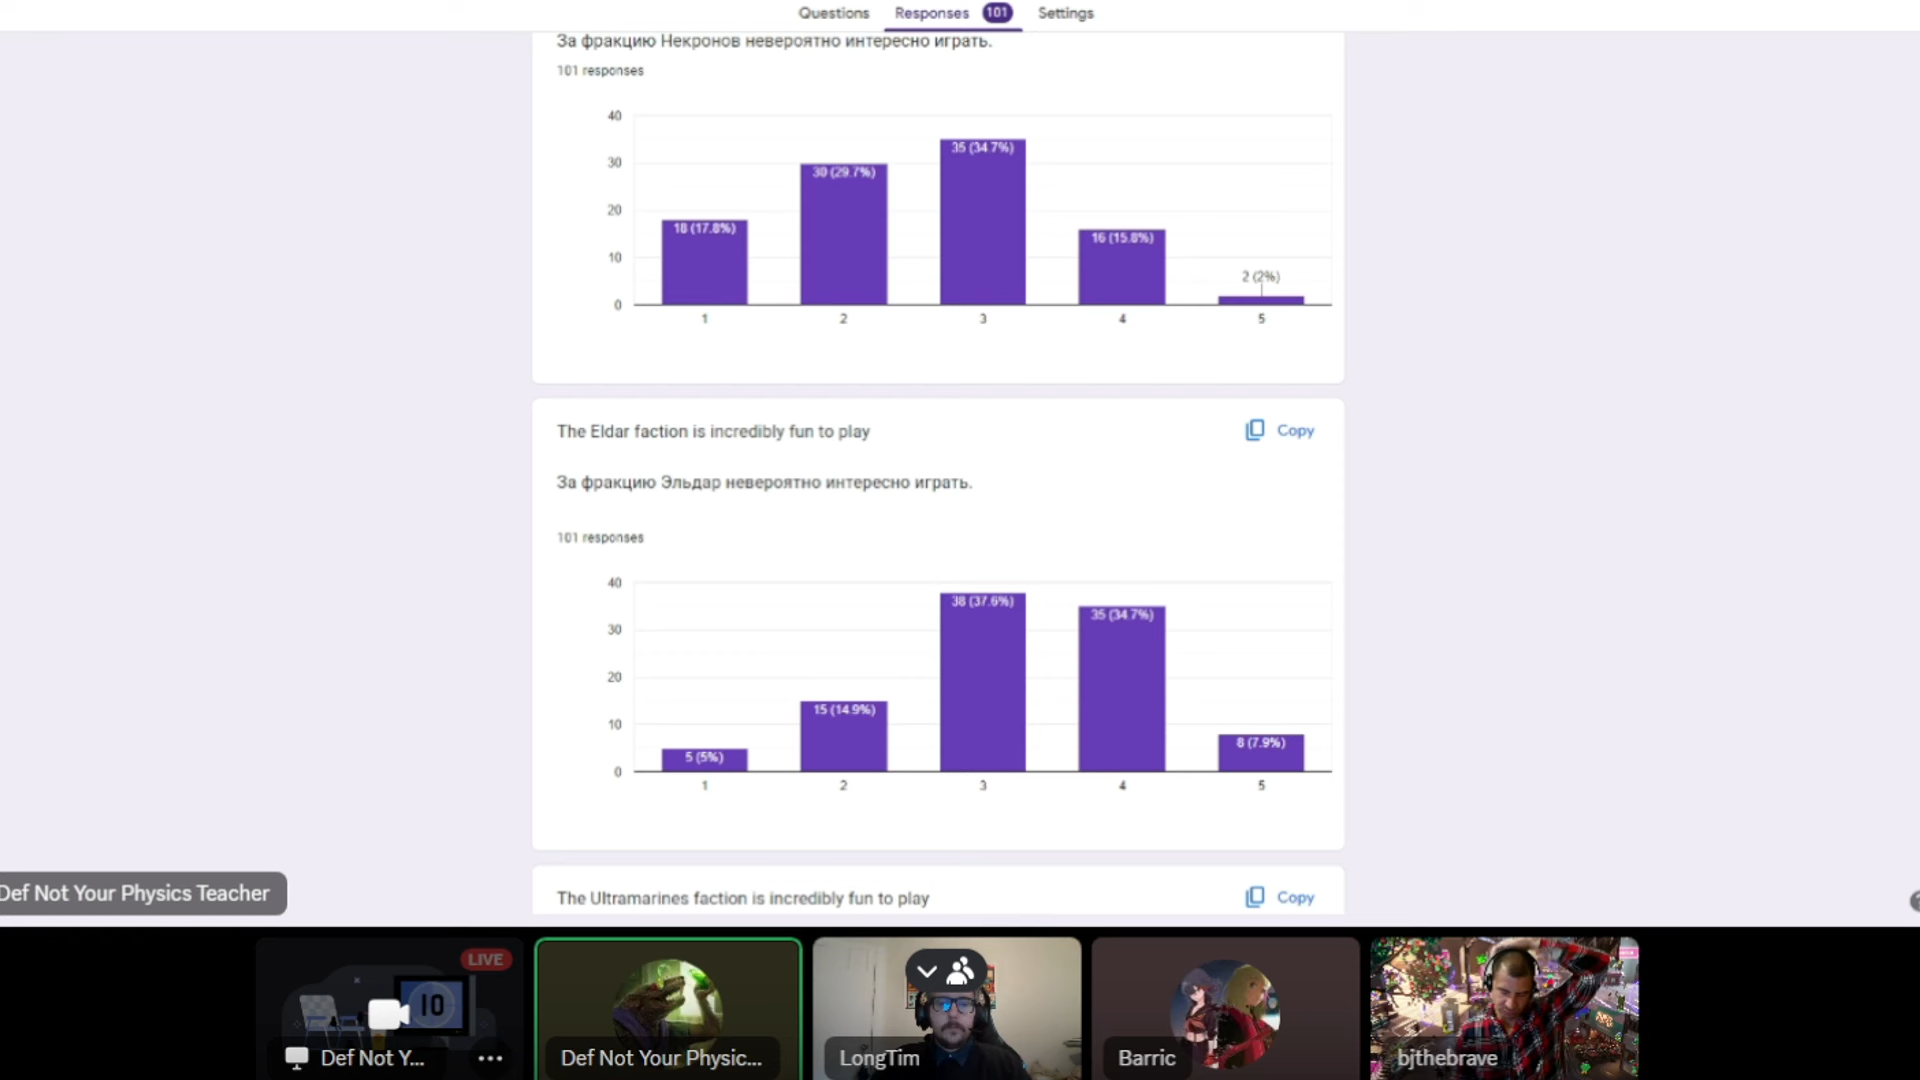 Questions Responses 101 Settings
За фракцию Некронов невероятно интересно играть.
101 responses
40
30
20
10
0
18 (17.8%)
30 (29.7%)
35 (34.7%)
16 (15.8%)
2 (2%)
1 2 3 4 5
The Eldar faction is incredibly fun to play
Copy
За фракцию Эльдар невероятно интересно играть.
101 responses
40
30
20
10
0
5 (5%)
15 (14.9%)
38 (37.6%)
35 (34.7%)
8 (7.9%)
1 2 3 4 5
The Ultramarines faction is incredibly fun to play
Copy
Def Not Your Physics Teacher
LIVE
10
Def Not Y...
Def Not Your Physic...
LongTim
Barric
bjthebrave